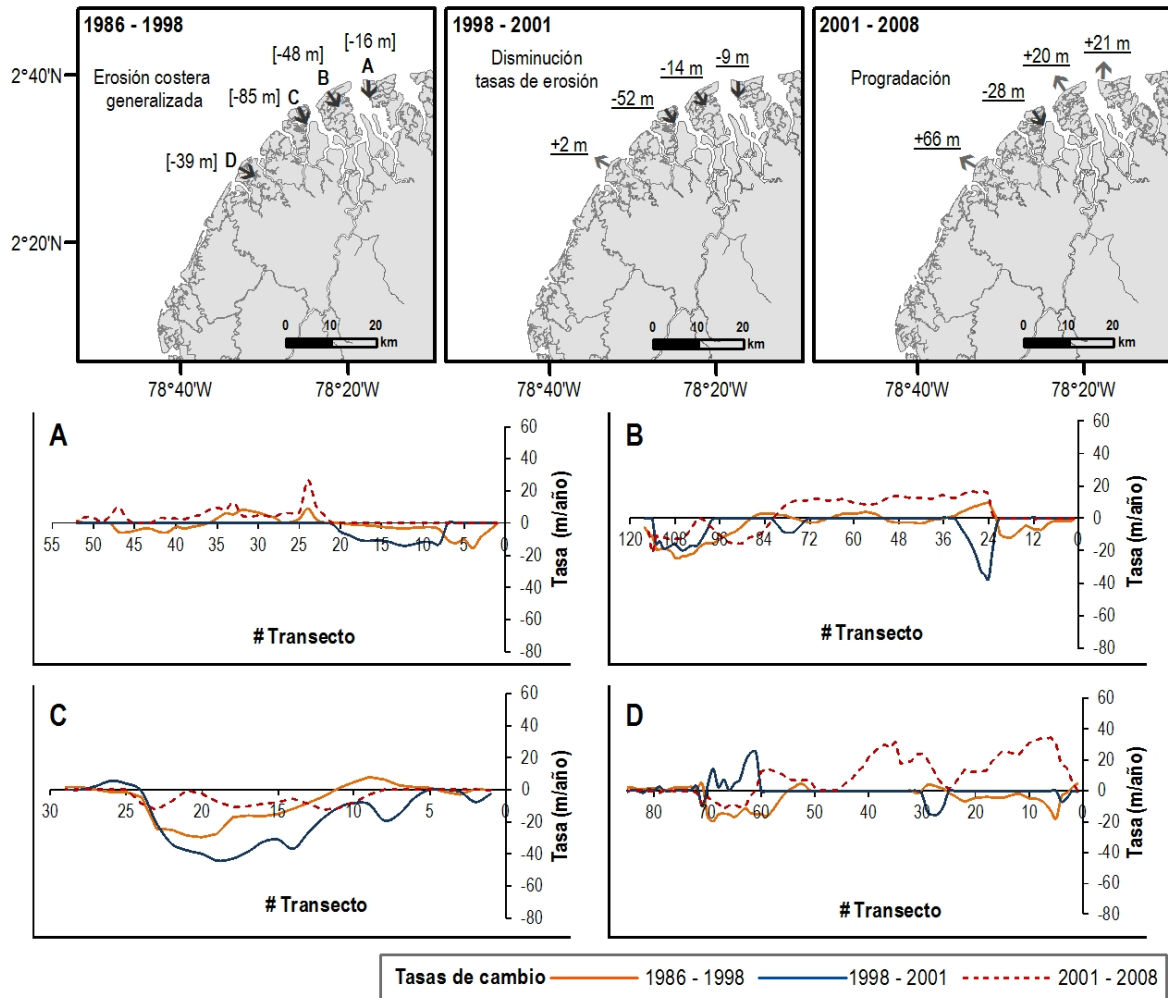 1986 - 1998
[-16 m]
[-48 m]
A
B
Erosión costera
generalizada
[-85 m]
C
[-39 m]
D
0 10 20
km
1998 - 2001
Disminución
tasas de erosión
-9 m
-14 m
-52 m
+2 m
0 10 20
km
2001 - 2008
+20 m
+21 m
Progradación
-28 m
+66 m
0 10 20
km
2°40'N
2°20'N
78°40'W 78°20'W 78°40'W 78°20'W 78°40'W 78°20'W
A
60
40
20
0
-20
-40
-60
-80
55 50 45 40 35 30 25 20 15 10 5 0
Tasa (m/año)
# Transecto
B
60
40
20
0
-20
-40
-60
-80
120 108 96 84 72 60 48 36 24 12 0
Tasa (m/año)
# Transecto
C
60
40
20
0
-20
-40
-60
-80
30 25 20 15 10 5 0
Tasa (m/año)
# Transecto
D
60
40
20
0
-20
-40
-60
-80
80 70 60 50 40 30 20 10 0
Tasa (m/año)
# Transecto
Tasas de cambio 1986 - 1998 1998 - 2001 2001 - 2008